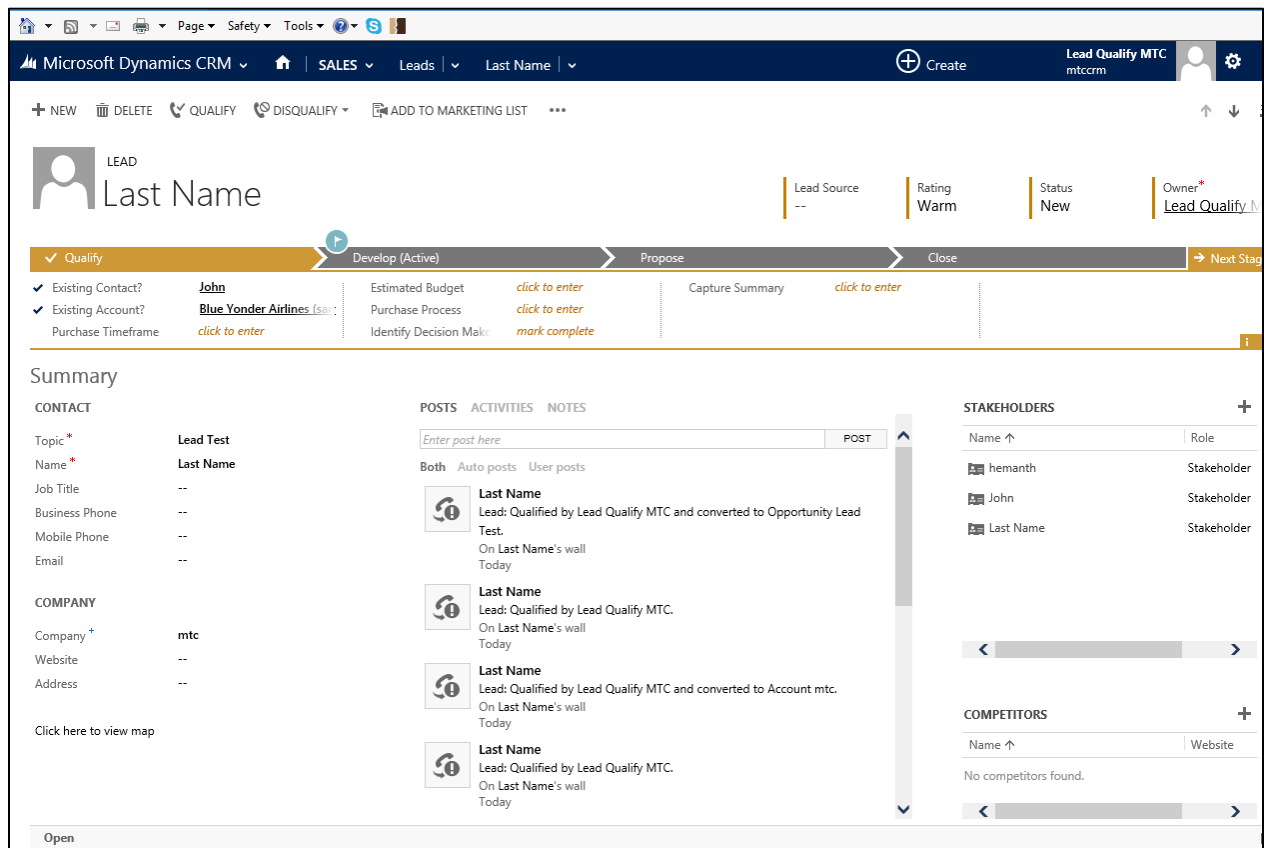 Page Safety Tools
Microsoft Dynamics CRM SALES Leads Last Name Create Lead Qualify MTC
mtccrm
NEW DELETE QUALIFY DISQUALIFY ADD TO MARKETING LIST •••
LEAD
Last Name
Lead Source Rating Status Owner*
-- Warm New Lead Qualify M
Qualify Develop (Active) Propose Close Next Stag
Existing Contact? John Estimated Budget click to enter Capture Summary click to enter
Existing Account? Blue Yonder Airlines (sa Purchase Process click to enter
Purchase Timeframe click to enter Identify Decision Make mark complete
Summary
CONTACT
Topic* Lead Test
Name* Last Name
Job Title --
Business Phone --
Mobile Phone --
Email --
COMPANY
Company+ mtc
Website --
Address --
Click here to view map
POSTS ACTIVITIES NOTES
Enter post here POST
Both Auto posts User posts
Last Name
Lead: Qualified by Lead Qualify MTC and converted to Opportunity Lead
Test.
On Last Name's wall
Today
Last Name
Lead: Qualified by Lead Qualify MTC.
On Last Name's wall
Today
Last Name
Lead: Qualified by Lead Qualify MTC and converted to Account mtc.
On Last Name's wall
Today
Last Name
Lead: Qualified by Lead Qualify MTC.
On Last Name's wall
Today
STAKEHOLDERS +
Name ↑ Role
hemanth Stakeholder
John Stakeholder
Last Name Stakeholder
COMPETITORS +
Name ↑ Website
No competitors found.
Open